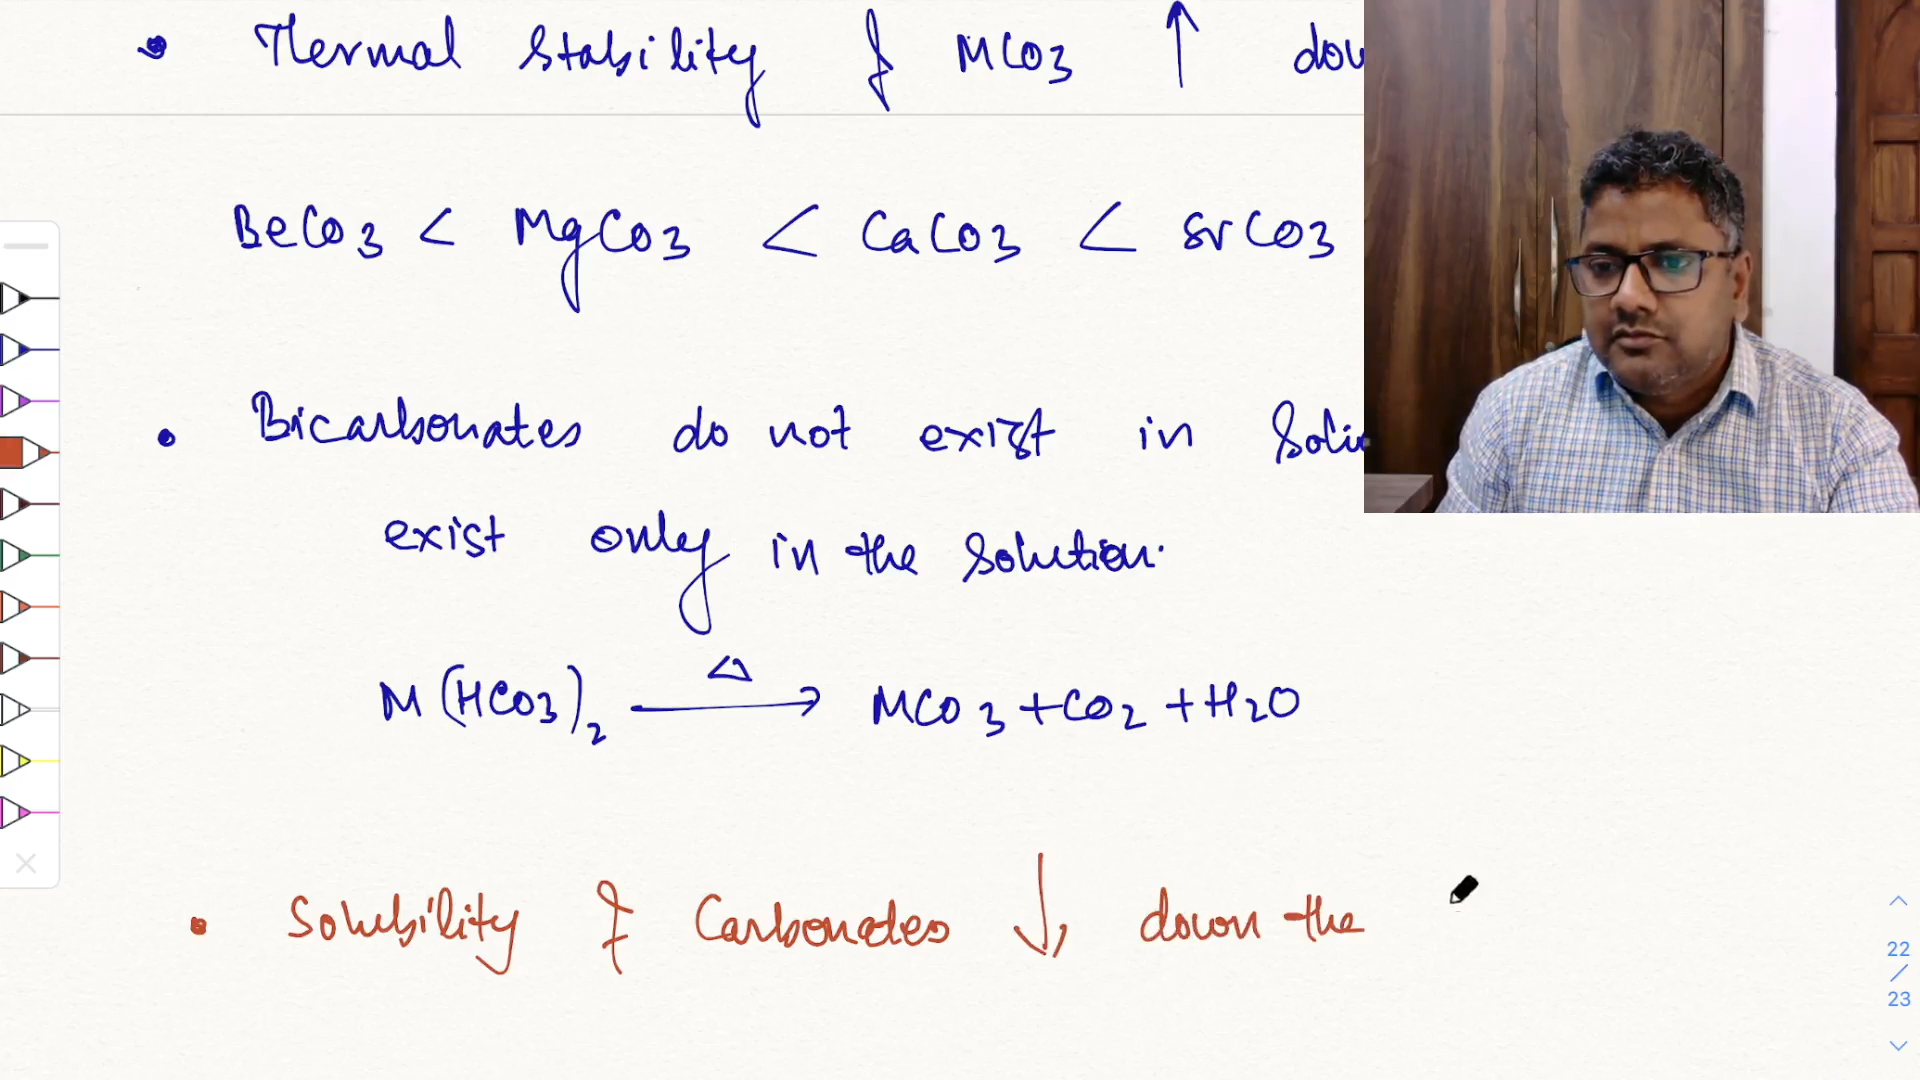 • Thermal Stability of MCO3 ↑ dow
BeCO3 < MgCO3 < CaCO3 < SrCO3
• Bicarbonates do not exist in Soli
exist only in the solution.
M(HCO3)2 —Δ→ MCO3 + CO2 + H2O
• Solubility of Carbonates ↓ down the
22
/
23